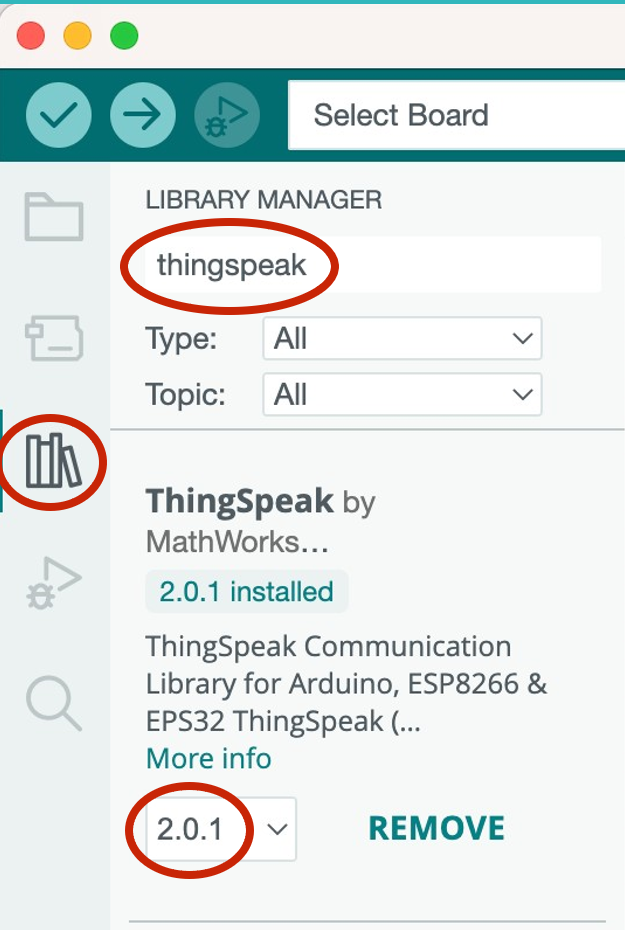 Select Board
LIBRARY MANAGER
thingspeak
Type: All
Topic: All
ThingSpeak by
MathWorks...
2.0.1 installed
ThingSpeak Communication
Library for Arduino, ESP8266 &
EPS32 ThingSpeak (...
More info
2.0.1 REMOVE